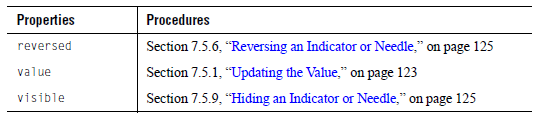 Properties Procedures
reversed Section 7.5.6, “Reversing an Indicator or Needle,” on page 125
value Section 7.5.1, “Updating the Value,” on page 123
visible Section 7.5.9, “Hiding an Indicator or Needle,” on page 125